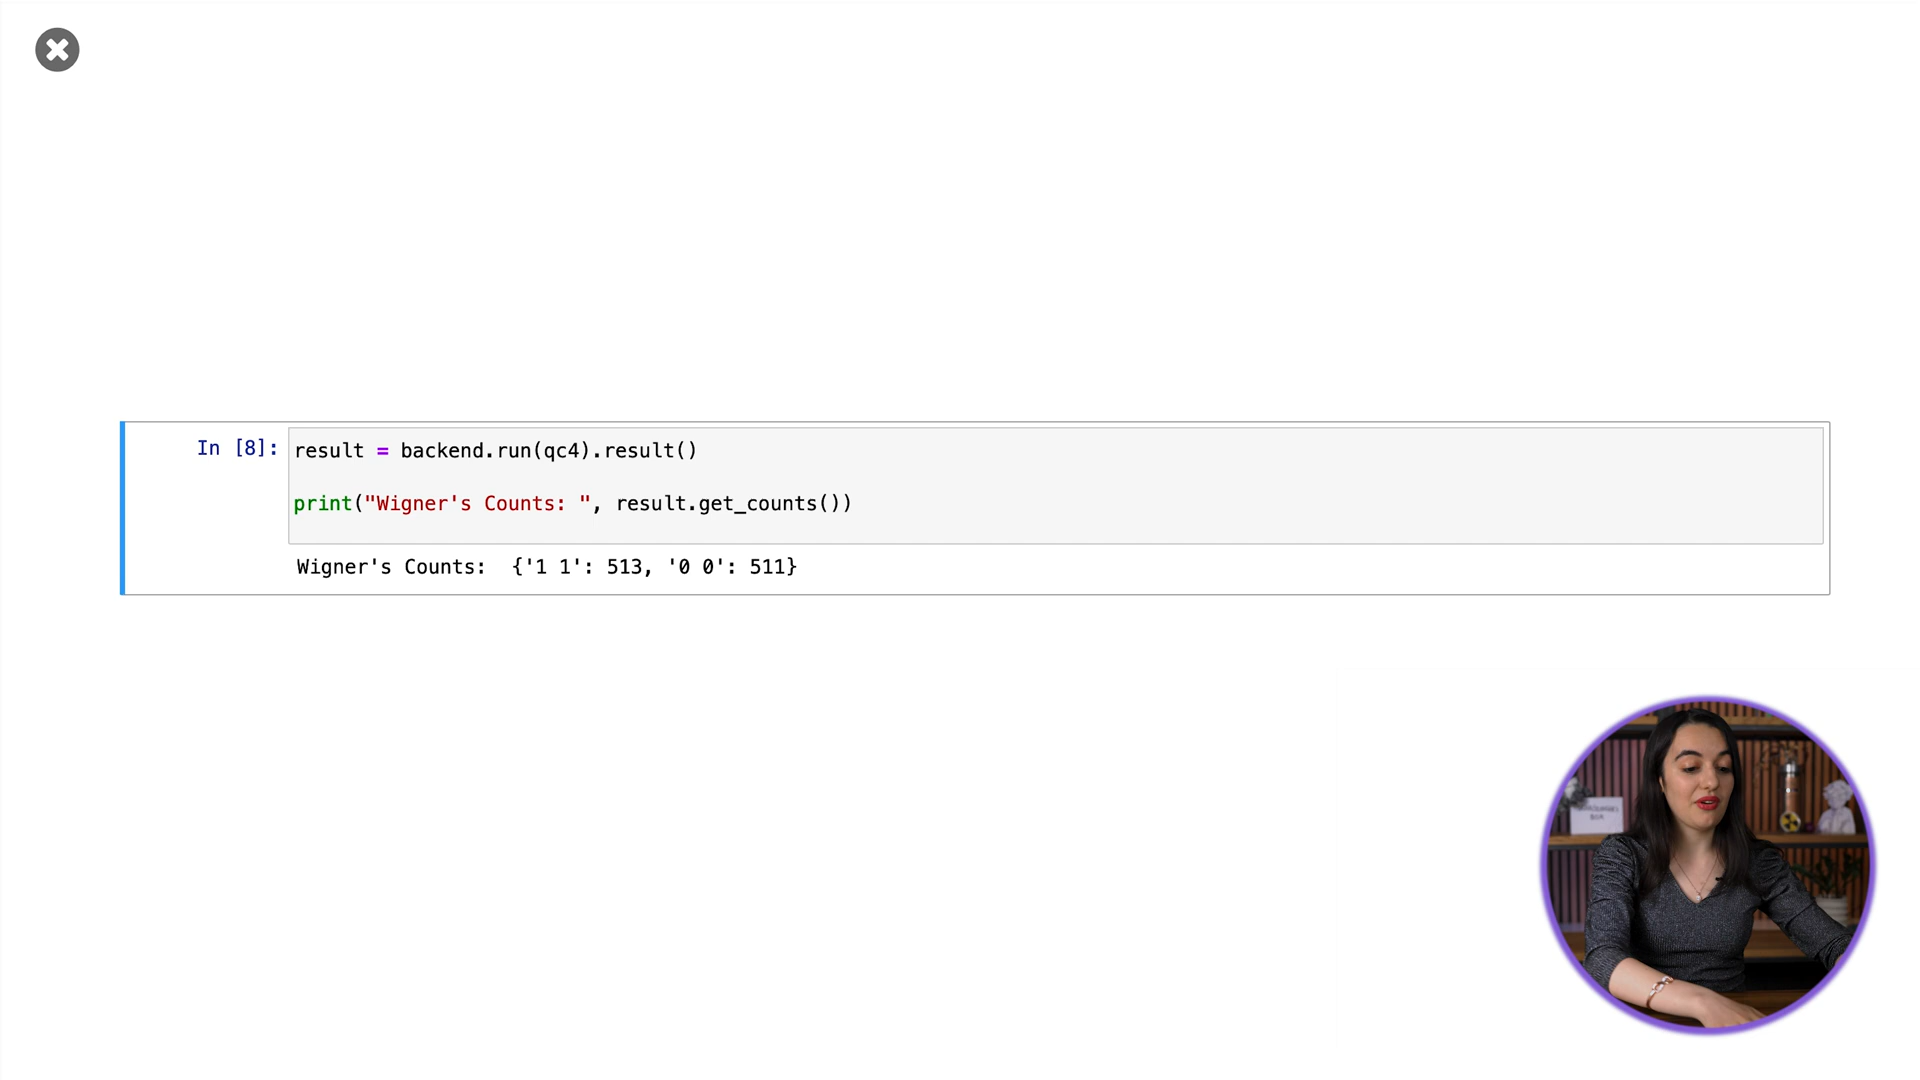 In [8]:
result = backend.run(qc4).result()
print("Wigner's Counts: ", result.get_counts())
Wigner's Counts:  {'1 1': 513, '0 0': 511}
BOX